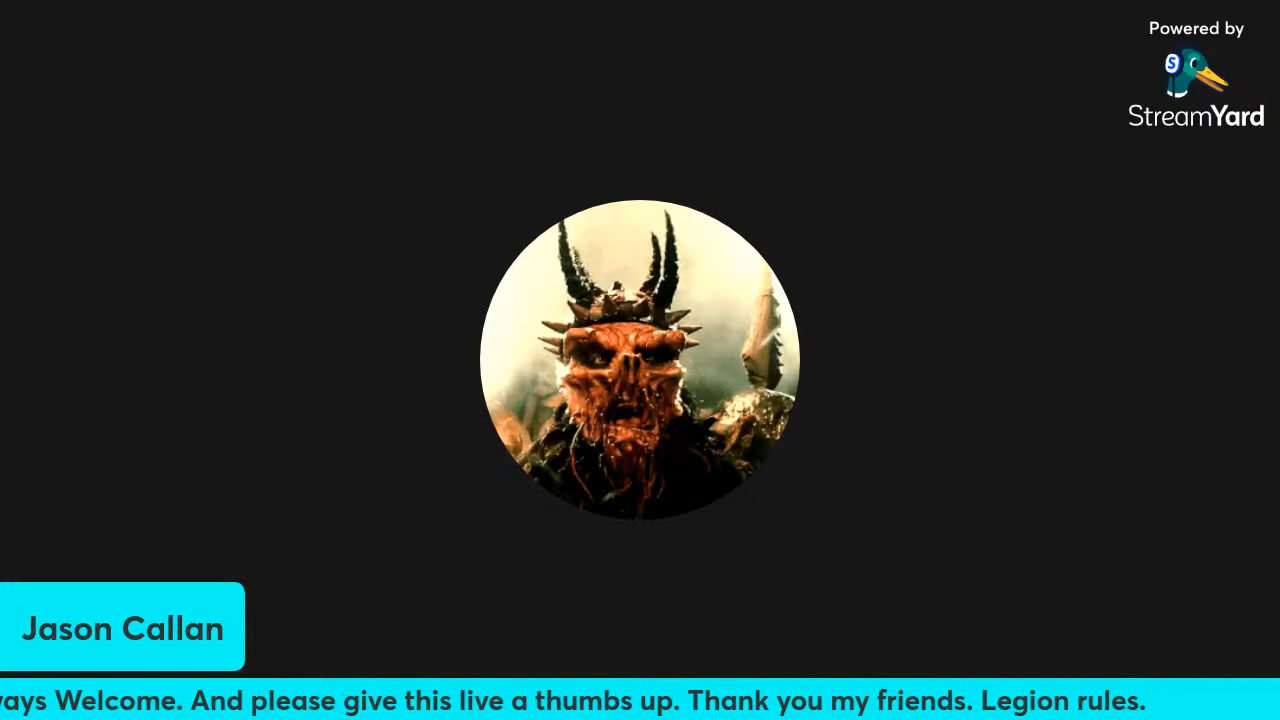 Powered by
S
StreamYard
Jason Callan
ays Welcome. And please give this live a thumbs up. Thank you my friends. Legion rules.